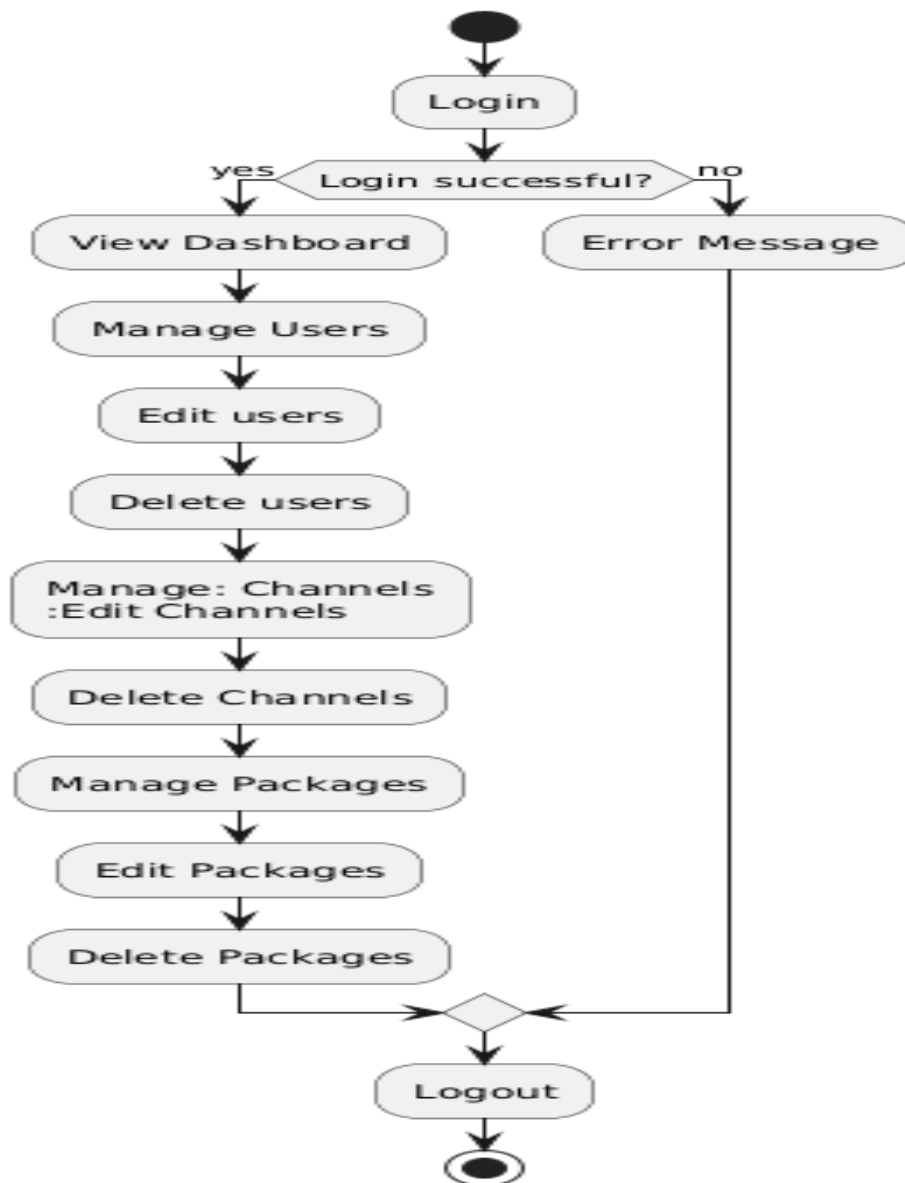 Login
yes
Login successful?
no
View Dashboard
Error Message
Manage Users
Edit users
Delete users
Manage: Channels
:Edit Channels
Delete Channels
Manage Packages
Edit Packages
Delete Packages
Logout